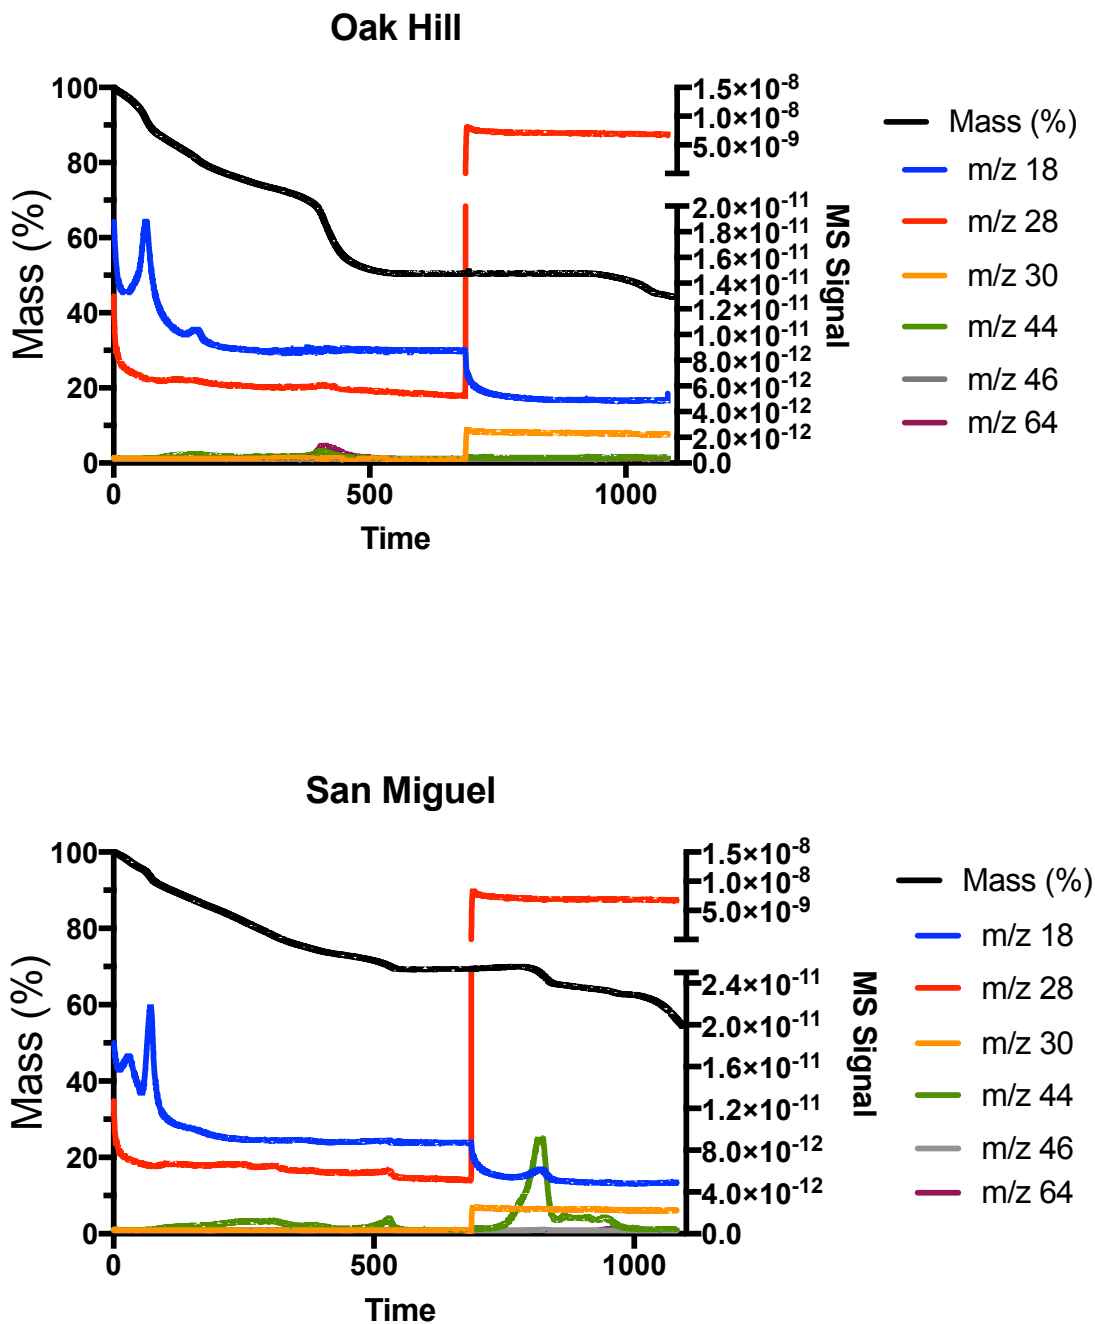 Oak Hill
100
80
60
40
20
0
Mass (%)
0
500
1000
Time
1.5×10-8
1.0×10-8
5.0×10-9
2.0×10-11
1.8×10-11
1.6×10-11
1.4×10-11
1.2×10-11
1.0×10-11
8.0×10-12
6.0×10-12
4.0×10-12
2.0×10-12
0.0
MS Signal
Mass (%)
m/z 18
m/z 28
m/z 30
m/z 44
m/z 46
m/z 64
San Miguel
100
80
60
40
20
0
Mass (%)
0
500
1000
Time
1.5×10-8
1.0×10-8
5.0×10-9
2.4×10-11
2.0×10-11
1.6×10-11
1.2×10-11
8.0×10-12
4.0×10-12
0.0
MS Signal
Mass (%)
m/z 18
m/z 28
m/z 30
m/z 44
m/z 46
m/z 64